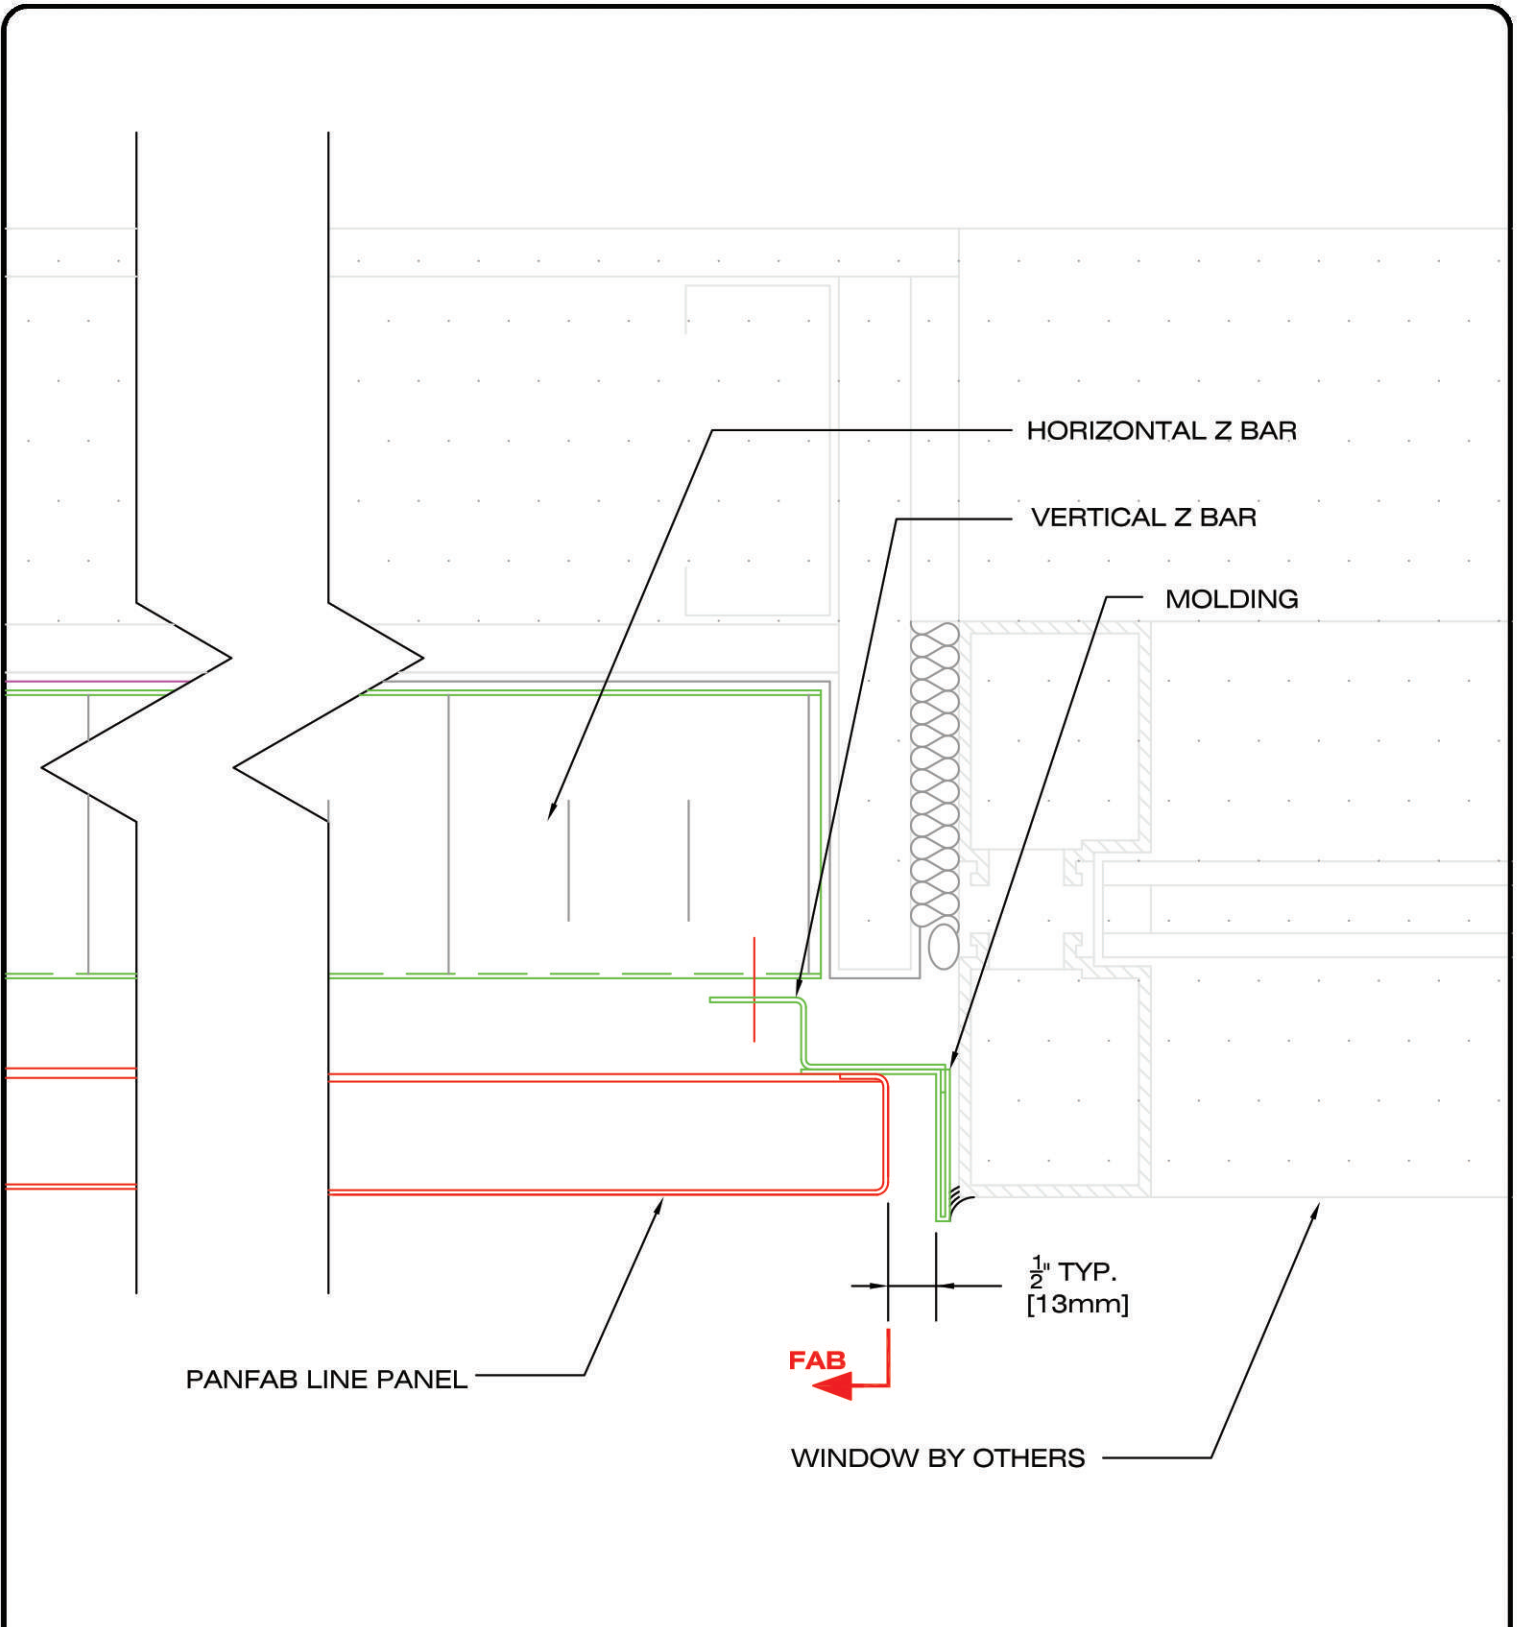 HORIZONTAL Z BAR
VERTICAL Z BAR
MOLDING
1/2" TYP.
[13mm]
FAB
PANFAB LINE PANEL
WINDOW BY OTHERS